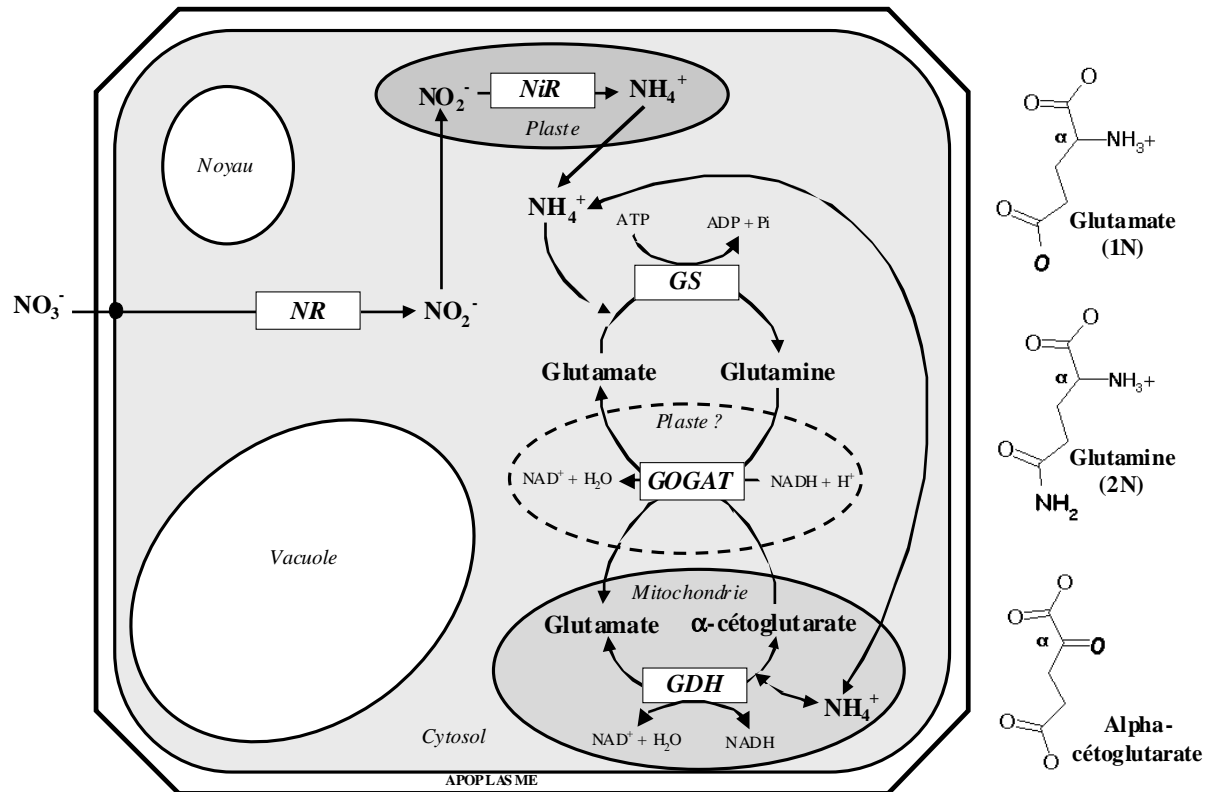 NO₂⁻ NiR NH₄⁺
Plaste
Noyau
NH₄⁺
ATP ADP + Pi
GS
NO₃⁻ NR NO₂⁻
Glutamate Glutamine
Plaste ?
NAD⁺ + H₂O GOGAT NADH + H⁺
Vacuole
Mitochondrie
Glutamate α-cétoglutarate
GDH
NH₄⁺
NAD⁺ + H₂O NADH
Cytosol
APOPLASME
O
O
α NH₃+
O
O
Glutamate
(1N)
O
O
α NH₃+
O
NH₂
Glutamine
(2N)
O
O
α O
O
O
Alpha-
cétoglutarate